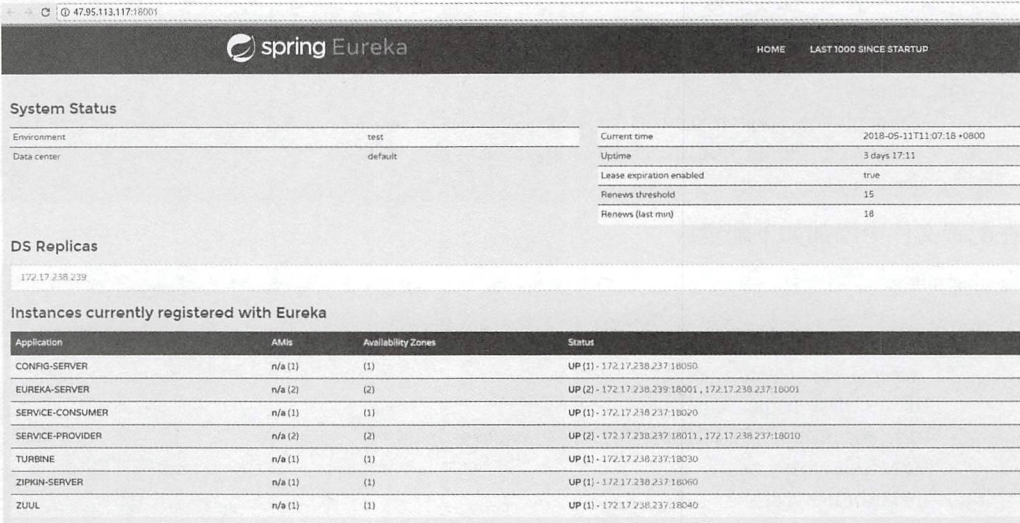 47.95.113.117:18001
spring Eureka
HOME LAST 1000 SINCE STARTUP
System Status
Environment test
Data center default
Current time 2018-05-11T11:07:18 +0800
Uptime 3 days 17:11
Lease expiration enabled true
Renews threshold 15
Renews (last min) 18
DS Replicas
172.17.238.239
Instances currently registered with Eureka
Application AMIs Availability Zones Status
CONFIG-SERVER n/a (1) (1) UP (1) - 172.17.238.237:18050
EUREKA-SERVER n/a (2) (2) UP (2) - 172.17.238.239:18001 , 172.17.238.237:18001
SERVICE-CONSUMER n/a (1) (1) UP (1) - 172.17.238.237:18020
SERVICE-PROVIDER n/a (2) (2) UP (2) - 172.17.238.237:18011 , 172.17.238.237:18010
TURBINE n/a (1) (1) UP (1) - 172.17.238.237:18030
ZIPKIN-SERVER n/a (1) (1) UP (1) - 172.17.238.237:18060
ZUUL n/a (1) (1) UP (1) - 172.17.238.237:18040